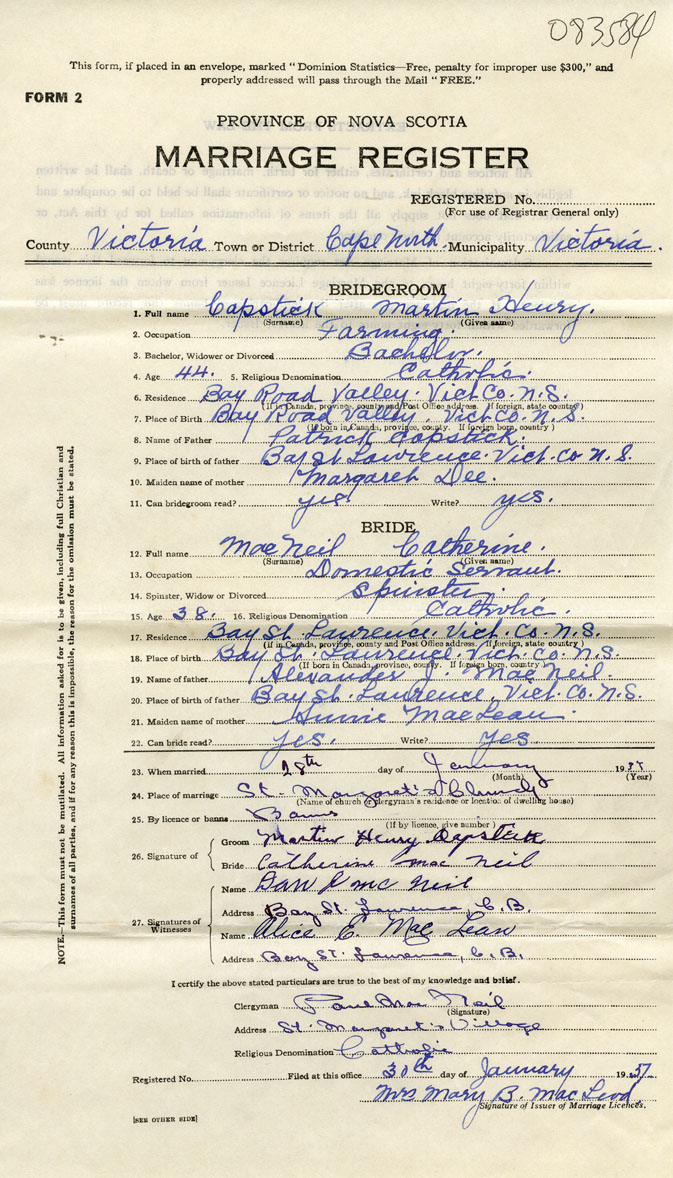 083584
This form, if placed in an envelope, marked "Dominion Statistics—Free, penalty for improper use $300," and
properly addressed will pass through the Mail "FREE."
FORM 2
PROVINCE OF NOVA SCOTIA
MARRIAGE REGISTER
REGISTERED No.
(For use of Registrar General only)
County Victoria Town or District Cape North Municipality Victoria.
BRIDEGROOM
1. Full name Capstick Martin Henry.
(Surname) (Given name)
2. Occupation Farming.
3. Bachelor, Widower or Divorced Bachelor.
4. Age 44. 5. Religious Denomination Catholic.
6. Residence Bay Road Valley. Vict. Co. N.S.
(If in Canada, province, county and Post Office address. If foreign, state country)
7. Place of Birth Bay Road Valley. Vict. Co. N.S.
(If born in Canada, province, county. If foreign born, country)
8. Name of Father Patrick Capstick.
9. Place of birth of father Bay St Lawrence. Vict. Co N.S.
10. Maiden name of mother Margaret Dee.
11. Can bridegroom read? yes. Write? yes.
BRIDE
12. Full name MacNeil Catherine.
(Surname) (Given name)
13. Occupation Domestic Servant.
14. Spinster, Widow or Divorced Spinster.
15. Age 38. 16. Religious Denomination Catholic.
17. Residence Bay St. Laurence. Vict. Co. N.S.
(If in Canada, province, county and Post Office address. If foreign, state country)
18. Place of birth Bay St. Laurence. Vict. Co. N.S.
(If born in Canada, province, county. If foreign born, country)
19. Name of father Alexander J. MacNeil.
20. Place of birth of father Bay St. Laurence, Vict. Co. N.S.
21. Maiden name of mother Annie MacLean.
22. Can bride read? yes. Write? yes.
23. When married 28th day of January 19
(Month) (Year)
24. Place of marriage St. Margaret's Church
(Name of church or clergyman's residence or location of dwelling house)
25. By licence or banns Banns
(If by licence, give number)
26. Signature of Groom Martin Henry Capstick
Bride Catherine mac neil
27. Signatures of Witnesses
Name Dan mc neil
Address Bay St. Lawrence, C.B.
Name Alice E. Mac Lean
Address Bay St. Lawrence, C.B.
I certify the above stated particulars are true to the best of my knowledge and belief.
Clergyman Paul MacNeil
(Signature)
Address St. Margaret's Village
Religious Denomination Catholic
Registered No. Filed at this office 30th day of January 1937.
Mrs Mary B. MacLeod.
Signature of Issuer of Marriage Licences.
[SEE OTHER SIDE]
NOTE.—This form must not be mutilated. All information asked for is to be given, including full Christian and
surnames of all parties, and if for any reason this is impossible, the reason for the omission must be stated.